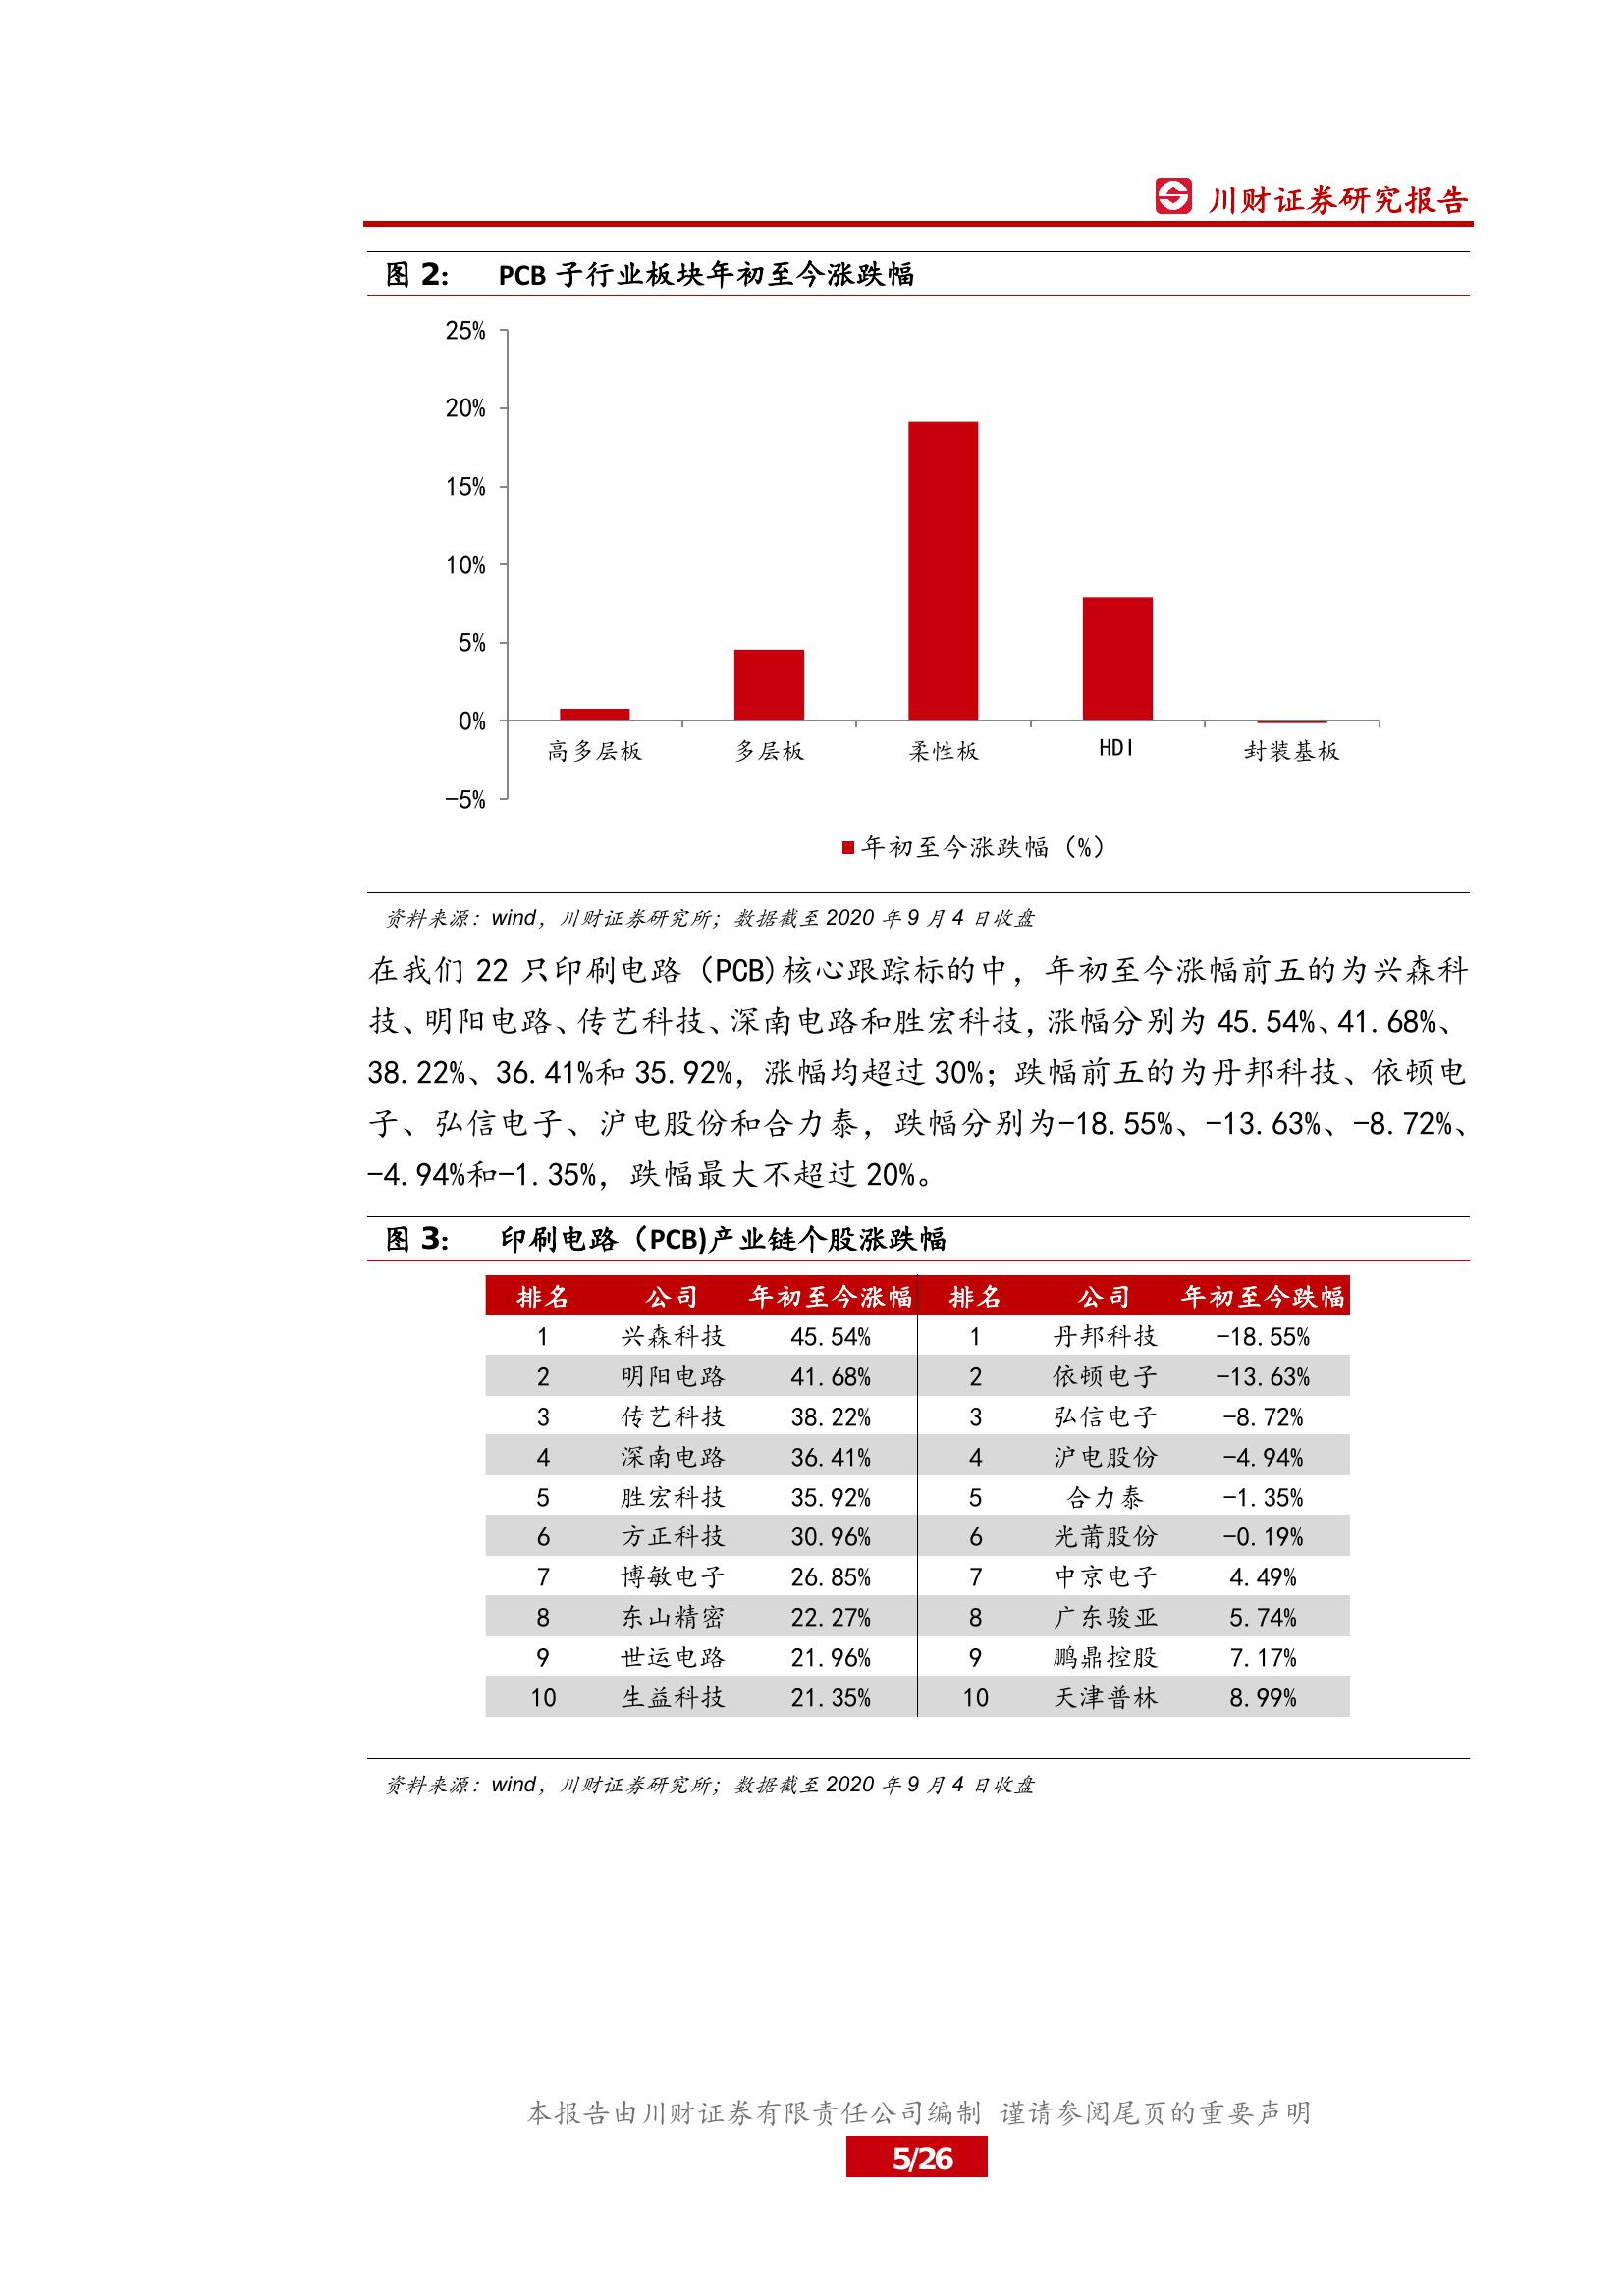 川财证券研究报告
图 2： PCB 子行业板块年初至今涨跌幅
25%
20%
15%
10%
5%
0%
-5%
高多层板 多层板 柔性板 HDI 封装基板
年初至今涨跌幅（%）
资料来源：wind，川财证券研究所；数据截至 2020 年 9 月 4 日收盘
在我们 22 只印刷电路（PCB)核心跟踪标的中，年初至今涨幅前五的为兴森科
技、明阳电路、传艺科技、深南电路和胜宏科技，涨幅分别为 45.54%、41.68%、
38.22%、36.41%和 35.92%，涨幅均超过 30%；跌幅前五的为丹邦科技、依顿电
子、弘信电子、沪电股份和合力泰，跌幅分别为-18.55%、-13.63%、-8.72%、
-4.94%和-1.35%，跌幅最大不超过 20%。
图 3： 印刷电路（PCB)产业链个股涨跌幅
排名 公司 年初至今涨幅 排名 公司 年初至今跌幅
1 兴森科技 45.54% 1 丹邦科技 -18.55%
2 明阳电路 41.68% 2 依顿电子 -13.63%
3 传艺科技 38.22% 3 弘信电子 -8.72%
4 深南电路 36.41% 4 沪电股份 -4.94%
5 胜宏科技 35.92% 5 合力泰 -1.35%
6 方正科技 30.96% 6 光莆股份 -0.19%
7 博敏电子 26.85% 7 中京电子 4.49%
8 东山精密 22.27% 8 广东骏亚 5.74%
9 世运电路 21.96% 9 鹏鼎控股 7.17%
10 生益科技 21.35% 10 天津普林 8.99%
资料来源：wind，川财证券研究所；数据截至 2020 年 9 月 4 日收盘
本报告由川财证券有限责任公司编制 谨请参阅尾页的重要声明
5/26